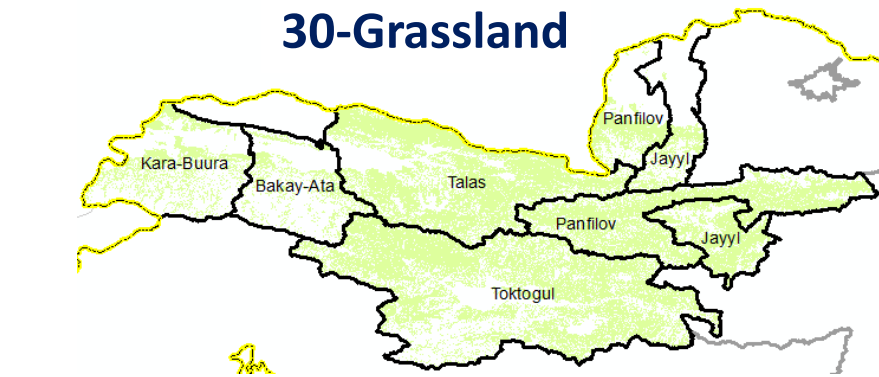 30-Grassland
Panfilov
Kara-Buura
Jayyl
Bakay-Ata
Talas
Panfilov
Jayyl
Toktogul